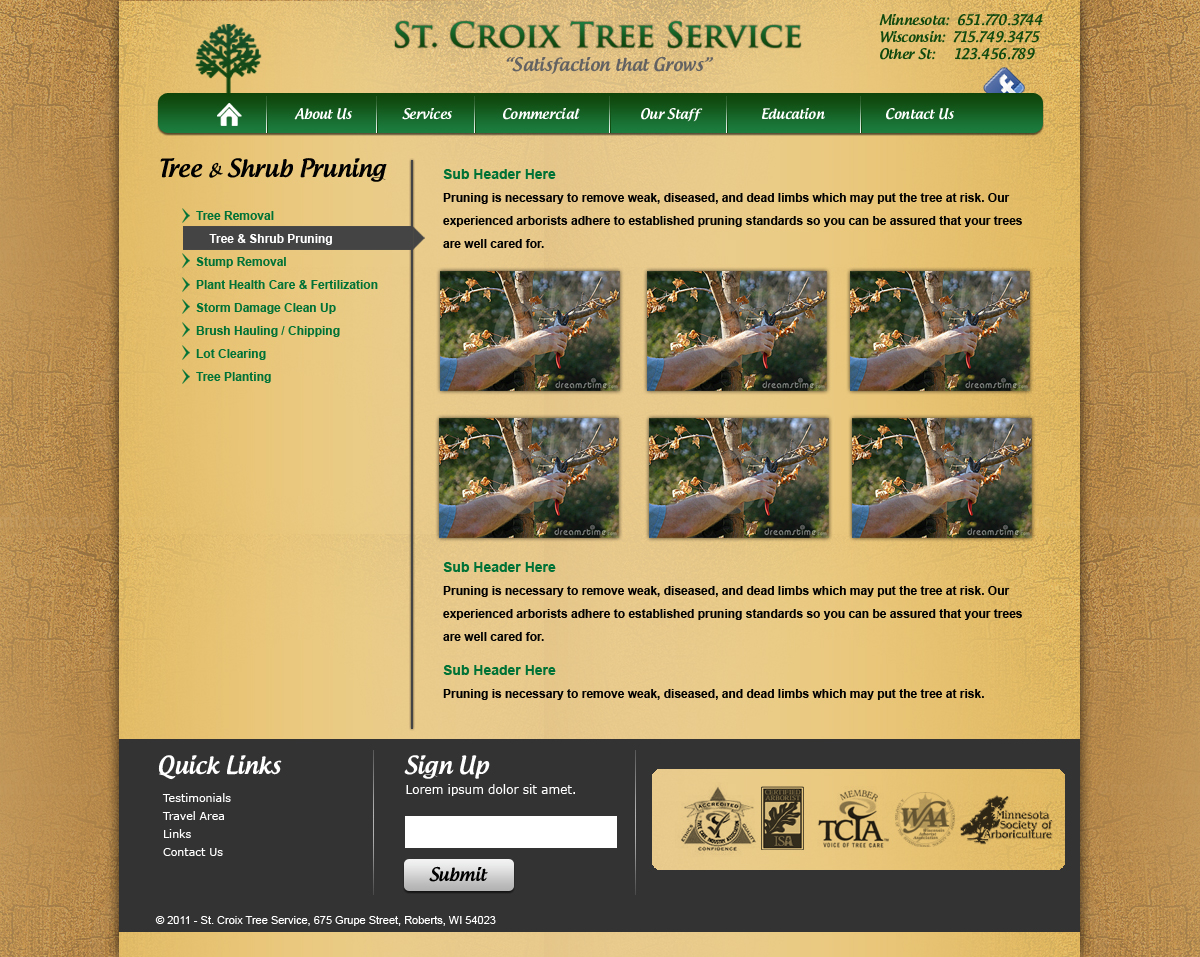 St. Croix Tree Service
“Satisfaction that Grows”
Minnesota: 651.770.3744
Wisconsin: 715.749.3475
Other St: 123.456.789
About Us
Services
Commercial
Our Staff
Education
Contact Us
Tree & Shrub Pruning
Tree Removal
Tree & Shrub Pruning
Stump Removal
Plant Health Care & Fertilization
Storm Damage Clean Up
Brush Hauling / Chipping
Lot Clearing
Tree Planting
Sub Header Here
Pruning is necessary to remove weak, diseased, and dead limbs which may put the tree at risk. Our
experienced arborists adhere to established pruning standards so you can be assured that your trees
are well cared for.
dreamstime
dreamstime
dreamstime
dreamstime
dreamstime
dreamstime
Sub Header Here
Pruning is necessary to remove weak, diseased, and dead limbs which may put the tree at risk. Our
experienced arborists adhere to established pruning standards so you can be assured that your trees
are well cared for.
Sub Header Here
Pruning is necessary to remove weak, diseased, and dead limbs which may put the tree at risk.
Quick Links
Testimonials
Travel Area
Links
Contact Us
Sign Up
Lorem ipsum dolor sit amet.
Submit
ACCREDITED
CONFIDENCE
CERTIFIED
ARBORIST
ISA
MEMBER
TCIA
VOICE OF TREE CARE
WAA
Minnesota
Society of
Arboriculture
© 2011 - St. Croix Tree Service, 675 Grupe Street, Roberts, WI 54023